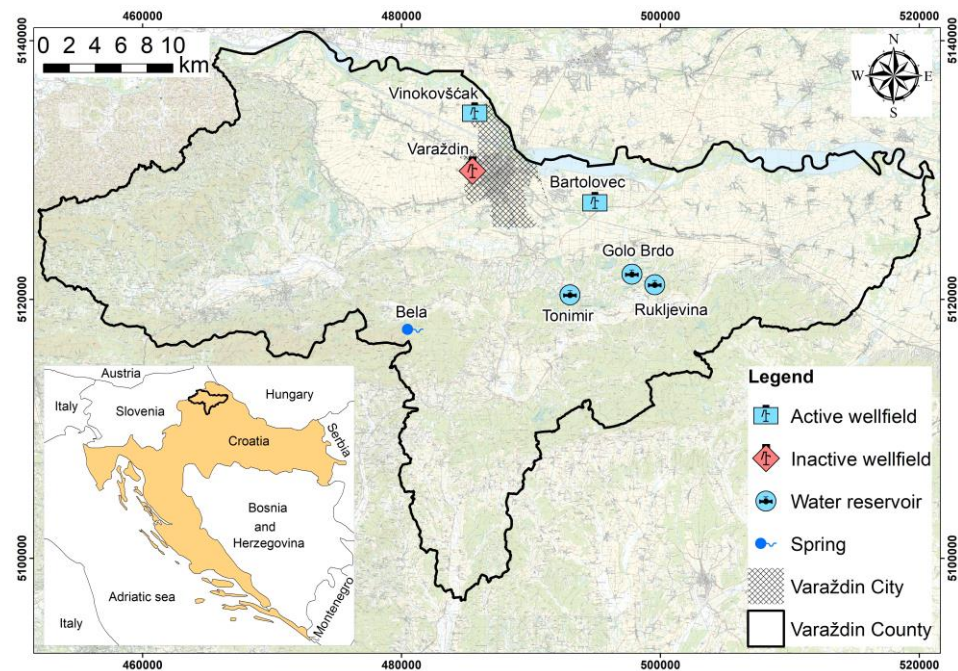 460000 480000 500000 520000
5140000 5140000
0 2 4 6 8 10
km
N
W E
S
Vinokovščak
Varaždin
Bartolovec
Golo Brdo
5120000 5120000
Tonimir
Rukljevina
Bela
Austria
Italy
Slovenia
Hungary
Croatia
Serbia
Bosnia
and
Herzegovina
Adriatic sea
Italy
Montenegro
Legend
Active wellfield
Inactive wellfield
Water reservoir
Spring
Varaždin City
Varaždin County
5100000 5100000
460000 480000 500000 520000